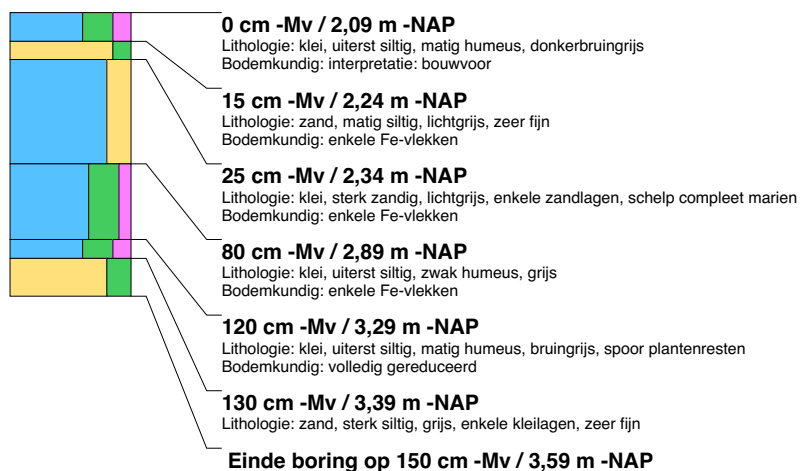 0 cm -Mv / 2,09 m -NAP
Lithologie: klei, uiterst siltig, matig humeus, donkerbruingrijs
Bodemkundig: interpretatie: bouwvoor
15 cm -Mv / 2,24 m -NAP
Lithologie: zand, matig siltig, lichtgrijs, zeer fijn
Bodemkundig: enkele Fe-vlekken
25 cm -Mv / 2,34 m -NAP
Lithologie: klei, sterk zandig, lichtgrijs, enkele zandlagen, schelp compleet marien
Bodemkundig: enkele Fe-vlekken
80 cm -Mv / 2,89 m -NAP
Lithologie: klei, uiterst siltig, zwak humeus, grijs
Bodemkundig: enkele Fe-vlekken
120 cm -Mv / 3,29 m -NAP
Lithologie: klei, uiterst siltig, matig humeus, bruingrijs, spoor plantenresten
Bodemkundig: volledig gereduceerd
130 cm -Mv / 3,39 m -NAP
Lithologie: zand, sterk siltig, grijs, enkele kleilagen, zeer fijn
Einde boring op 150 cm -Mv / 3,59 m -NAP